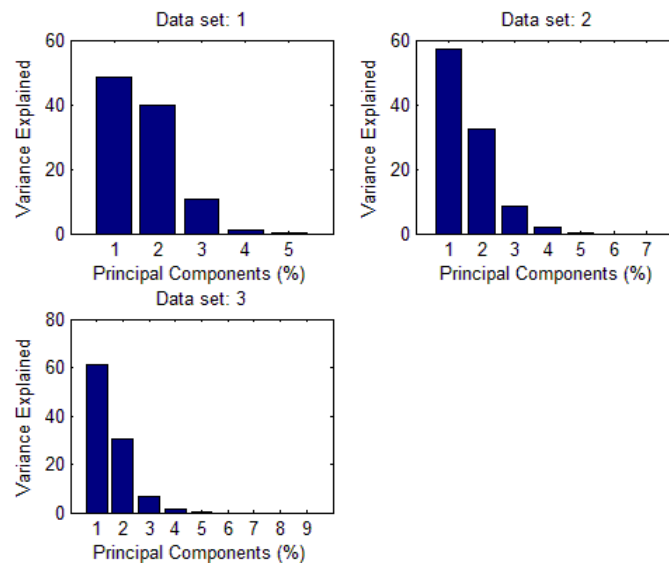 Data set: 1
60
40
20
0
Variance Explained
1 2 3 4 5
Principal Components (%)
Data set: 2
60
40
20
0
Variance Explained
1 2 3 4 5 6 7
Principal Components (%)
Data set: 3
80
60
40
20
0
Variance Explained
1 2 3 4 5 6 7 8 9
Principal Components (%)